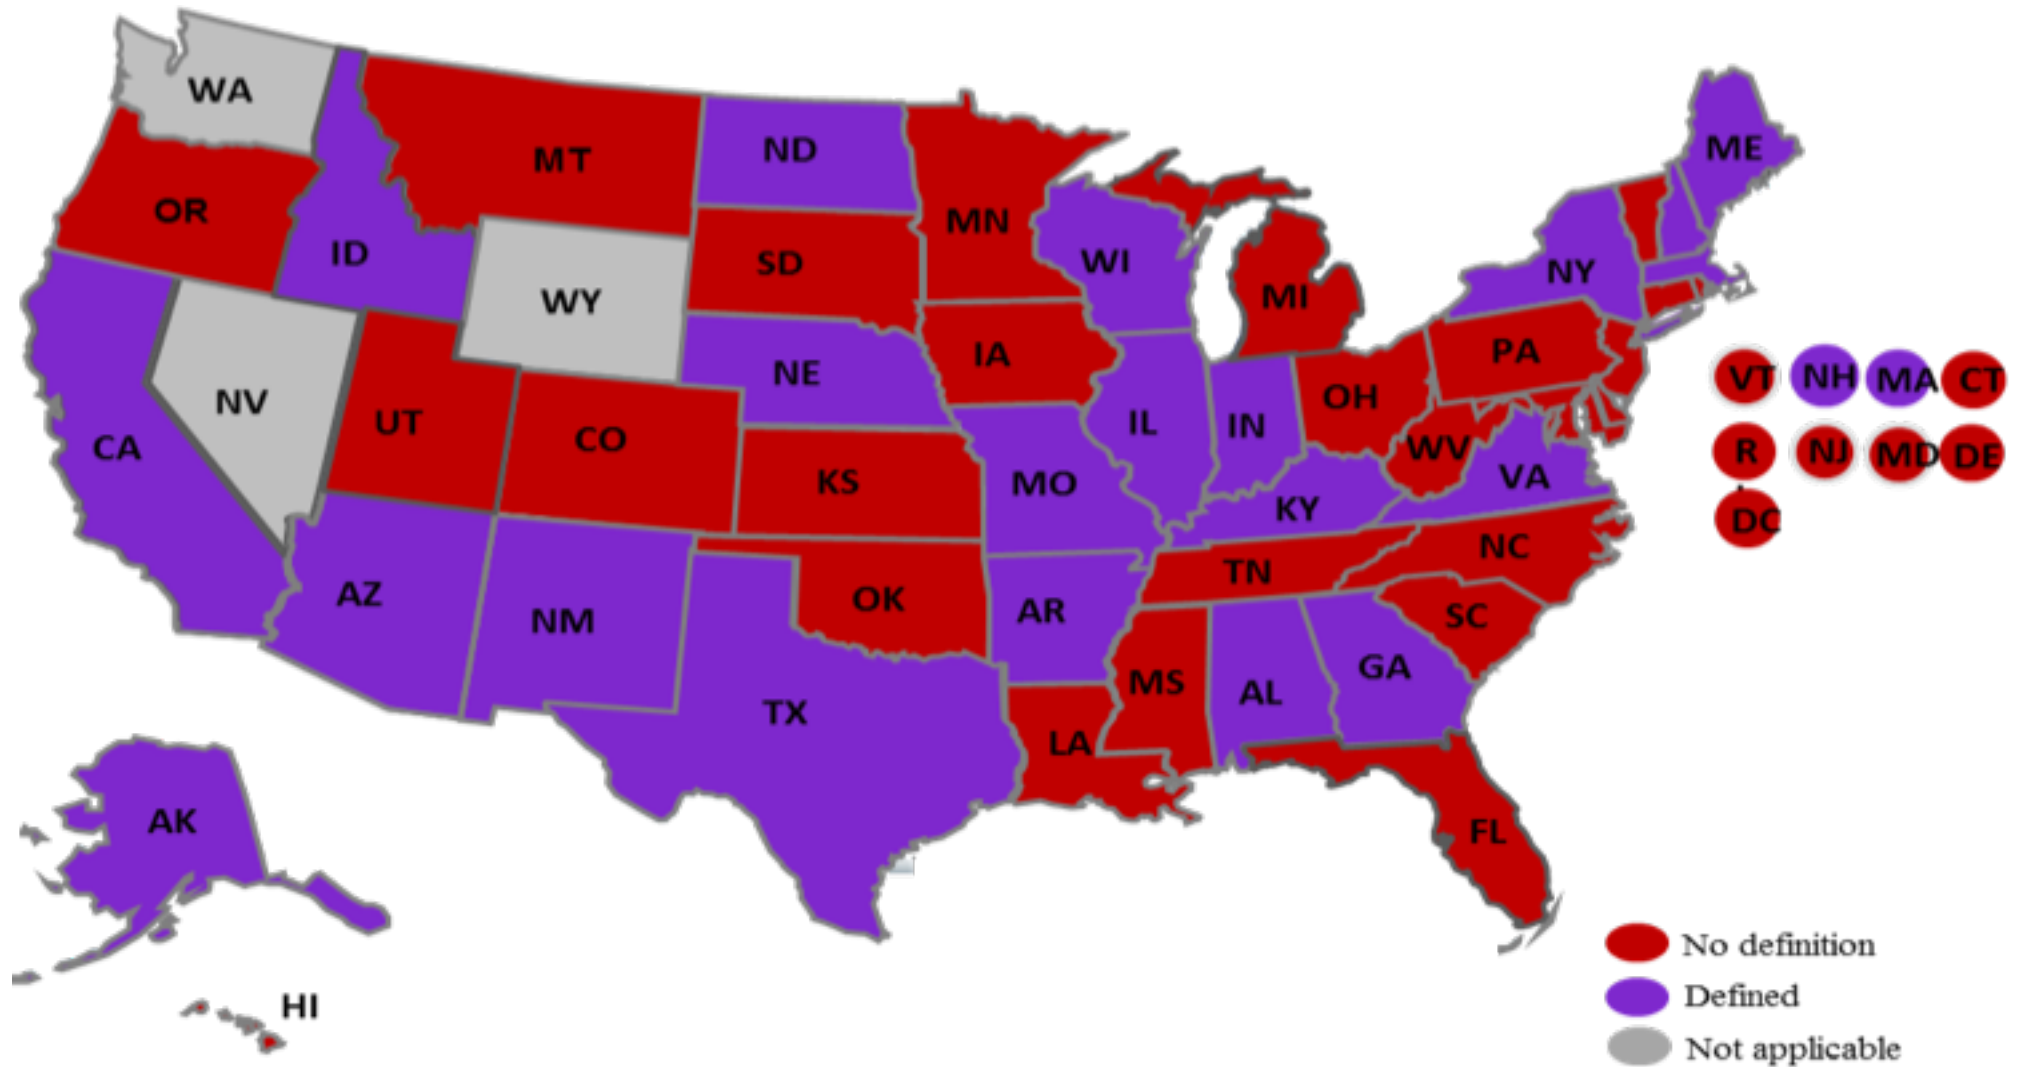 WA
MT
ND
ME
OR
MN
ID
SD
WI
NY
WY
MI
IA
PA
NE
VT NH MA CT
NV
OH
UT
CO
IL
IN
CA
WV
R NJ MD DE
KS
MO
VA
KY
DC
NC
TN
AZ
OK
AR
SC
NM
GA
MS
AL
TX
LA
AK
FL
No definition
Defined
HI
Not applicable